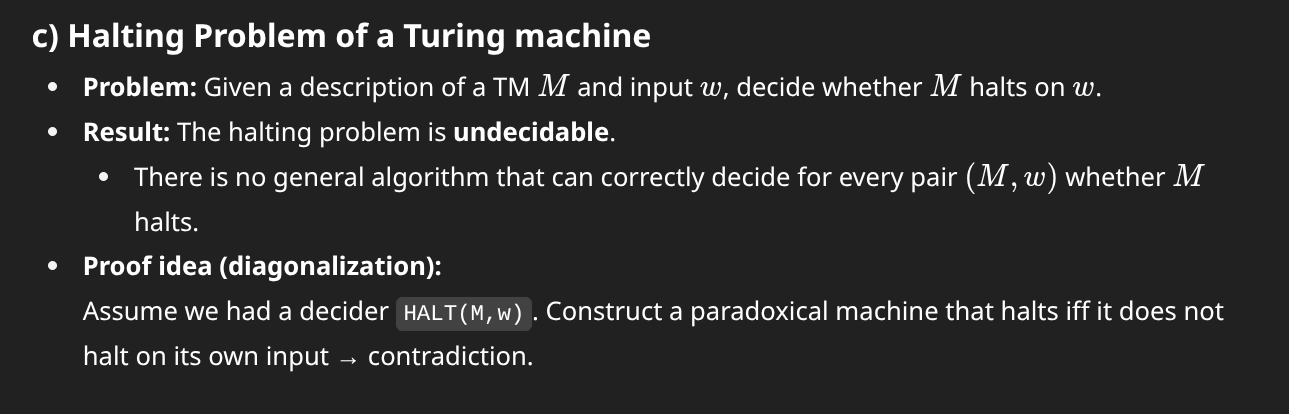 c) Halting Problem of a Turing machine
• Problem: Given a description of a TM M and input w, decide whether M halts on w.
• Result: The halting problem is undecidable.
• There is no general algorithm that can correctly decide for every pair (M, w) whether M
halts.
• Proof idea (diagonalization):
Assume we had a decider HALT(M,w). Construct a paradoxical machine that halts iff it does not
halt on its own input → contradiction.